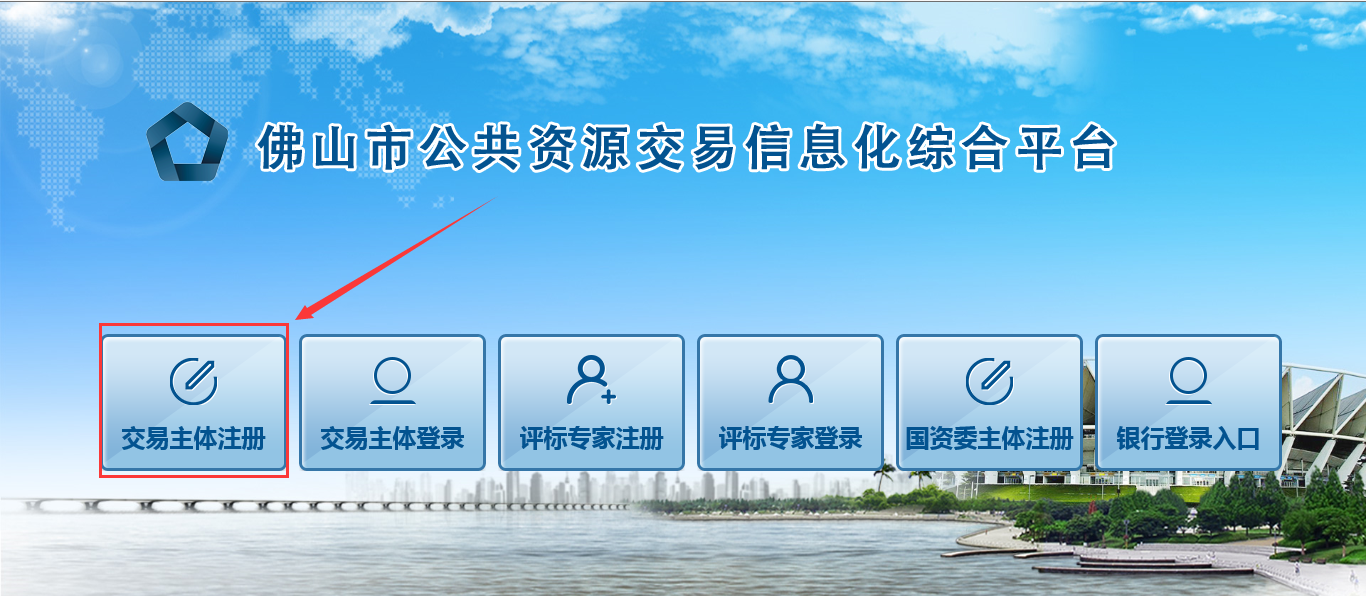 佛山市公共资源交易信息化综合平台
交易主体注册
交易主体登录
评标专家注册
评标专家登录
国资委主体注册
银行登录入口